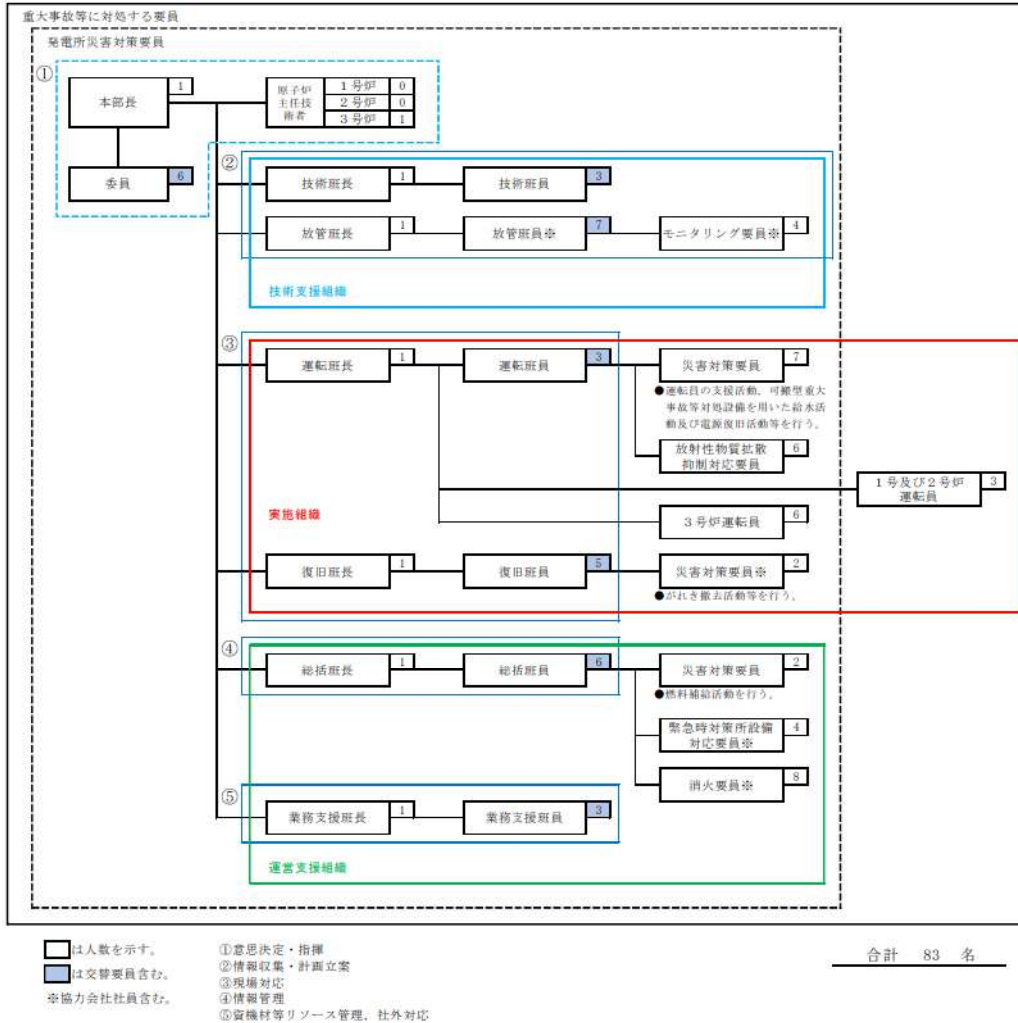 重大事故等に対処する要員
発電所災害対策要員
①
本部長
1
原子炉
主任技
術者
1号炉 0
2号炉 0
3号炉 1
委員
6
②
技術班長
1
技術班員
3
放管班長
1
放管班員※
7
モニタリング要員※
4
技術支援組織
③
運転班長
1
運転班員
3
災害対策要員
7
●運転員の支援活動、可搬型重大
事故等対処設備を用いた給水活
動及び電源復旧活動等を行う。
放射性物質拡散
抑制対応要員
6
1号及び2号炉
運転員
3
実施組織
3号炉運転員
6
復旧班長
1
復旧班員
5
災害対策要員※
2
●がれき撤去活動等を行う。
④
総括班長
1
総括班員
6
災害対策要員
2
●燃料補給活動を行う。
緊急時対策所設備
対応要員※
4
消火要員※
8
⑤
業務支援班長
1
業務支援班員
3
運営支援組織
は人数を示す。
は交替要員含む。
※協力会社社員含む。
①意思決定・指揮
②情報収集・計画立案
③現場対応
④情報管理
⑤資機材等リソース管理、社外対応
合計 83 名